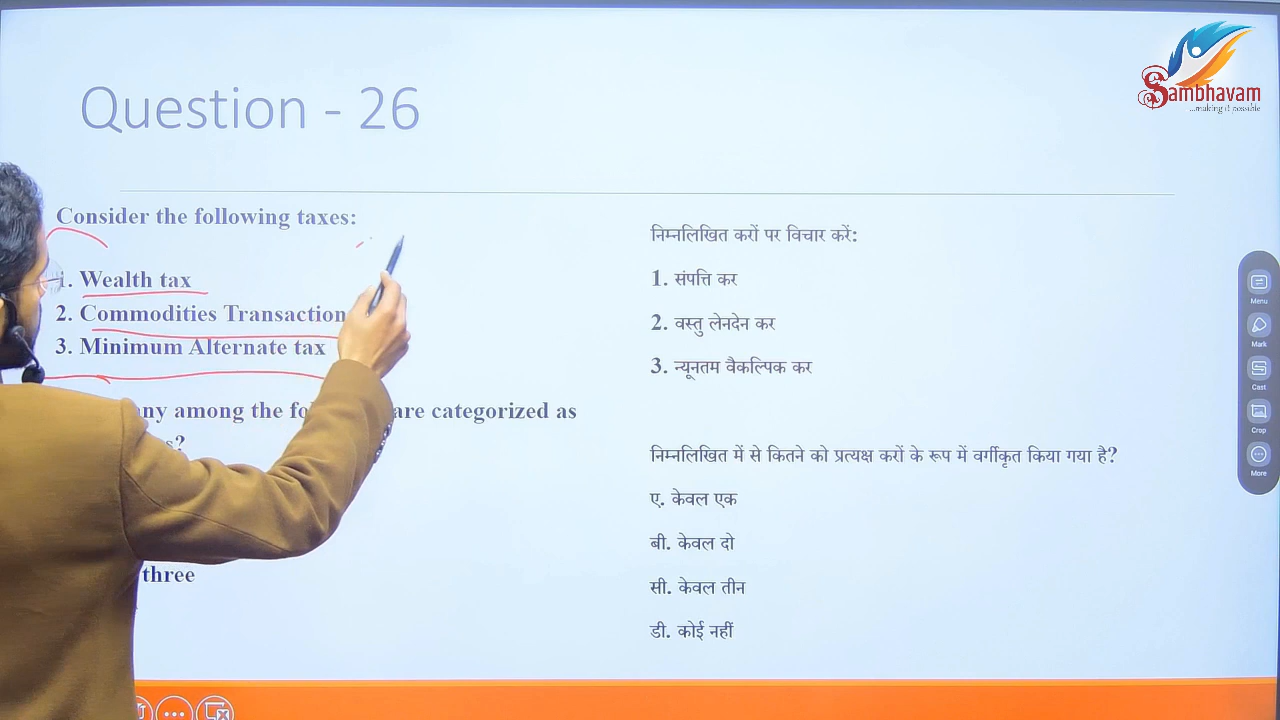 Sambhavam
...making it possible
Question - 26
Consider the following taxes:
1. Wealth tax
2. Commodities Transaction
3. Minimum Alternate tax
among the are categorized as
three
निम्नलिखित करों पर विचार करें:
1. संपत्ति कर
2. वस्तु लेनदेन कर
3. न्यूनतम वैकल्पिक कर
निम्नलिखित में से कितने को प्रत्यक्ष करों के रूप में वर्गीकृत किया गया है?
ए. केवल एक
बी. केवल दो
सी. केवल तीन
डी. कोई नहीं
Menu
Mark
Cast
Crop
More